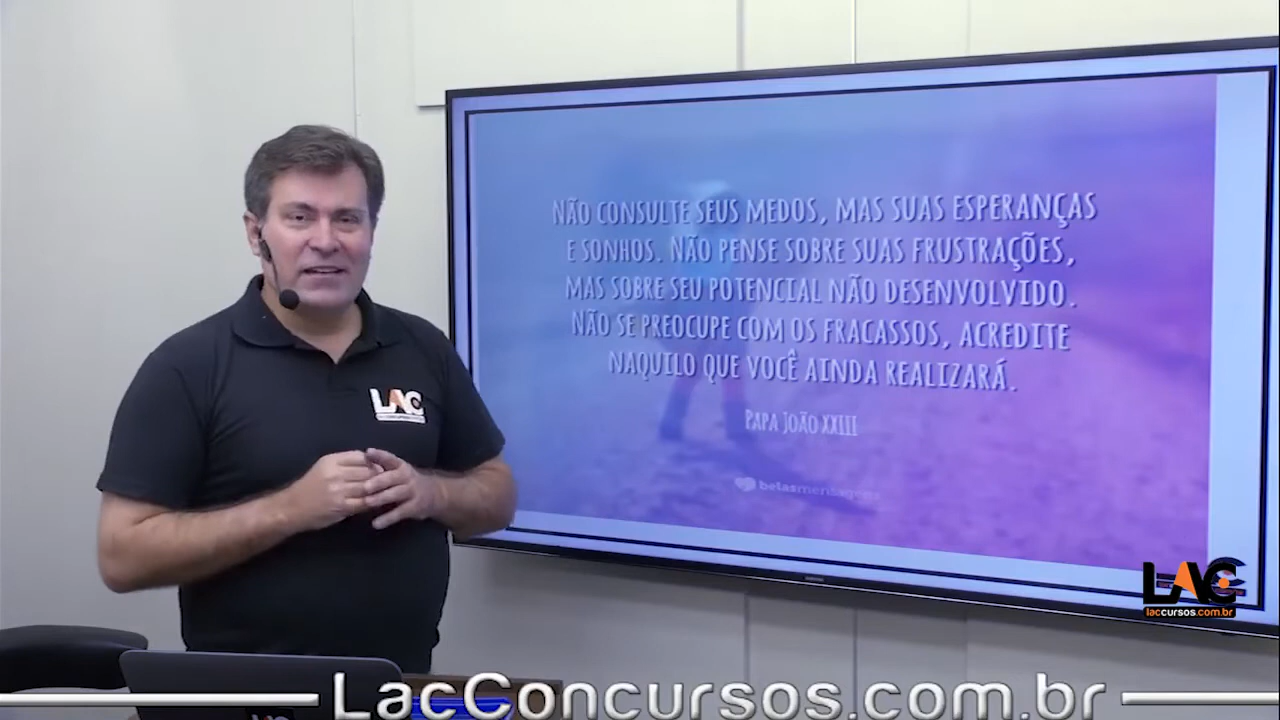 NÃO CONSULTE SEUS MEDOS, MAS SUAS ESPERANÇAS
E SONHOS. NÃO PENSE SOBRE SUAS FRUSTRAÇÕES,
MAS SOBRE SEU POTENCIAL NÃO DESENVOLVIDO.
NÃO SE PREOCUPE COM OS FRACASSOS, ACREDITE
NAQUILO QUE VOCÊ AINDA REALIZARÁ.
PAPA JOÃO XXIII
belasmensagens
LAC
LAC
laccursos.com.br
LacConcursos.com.br